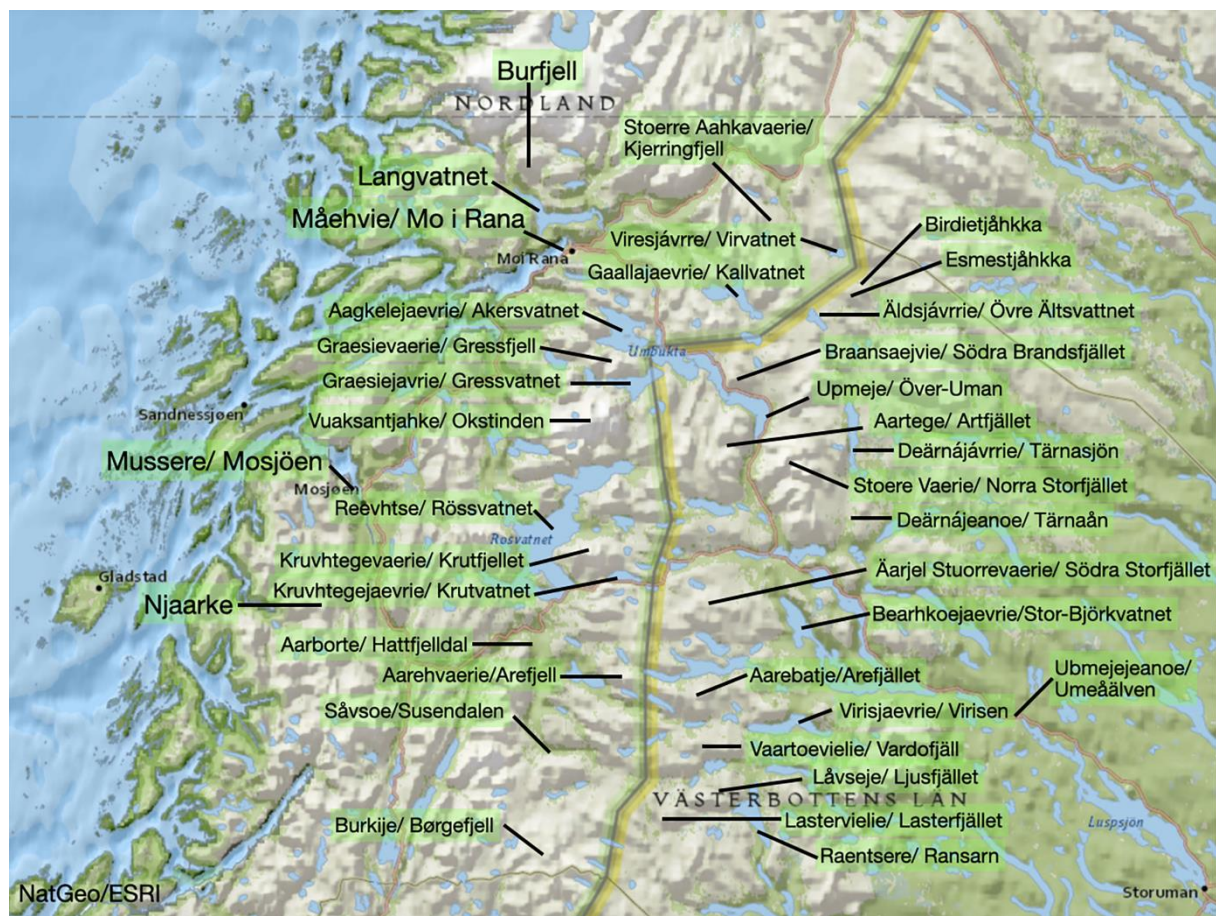 Burfjell
NORDLAND
Stoerre Aahkavaerie/
Kjerringfjell
Langvatnet
Måehvie/ Mo i Rana
Viresjávrre/ Virvatnet
Birdietjåhkka
Moi Rana
Esmestjåhkka
Gaallajaevrie/ Kallvatnet
Aagkelejaevrie/ Akersvatnet
Äldsjávrrie/ Övre Ältsvattnet
Graesievaerie/ Gressfjell
Umbukta
Braansaejvie/ Södra Brandsfjället
Graesiejavrie/ Gressvatnet
Upmeje/ Över-Uman
Sandnessjøen
Vuaksantjahke/ Okstinden
Aartege/ Artfjället
Deärnájávrrie/ Tärnasjön
Mussere/ Mosjöen
Mosjøen
Stoere Vaerie/ Norra Storfjället
Reevhtse/ Rössvatnet
Deärnájeanoe/ Tärnaån
Rosvatnet
Kruvhtegevaerie/ Krutfjellet
Äarjel Stuorrevaerie/ Södra Storfjället
Gladstad
Kruvhtegejaevrie/ Krutvatnet
Njaarke
Bearhkoejaevrie/Stor-Björkvatnet
Aarborte/ Hattfjelldal
Aarehvaerie/Arefjell
Aarebatje/Arefjället
Ubmejejeanoe/
Umeåälven
Såvsoe/Susendalen
Virisjaevrie/ Virisen
Vaartoevielie/ Vardofjäll
Låvseje/ Ljusfjället
VÄSTERBOTTENS LÄN
Lastervielie/ Lasterfjället
Luspsjön
Burkije/ Børgefjell
Raentsere/ Ransarn
NatGeo/ESRI
Storuman